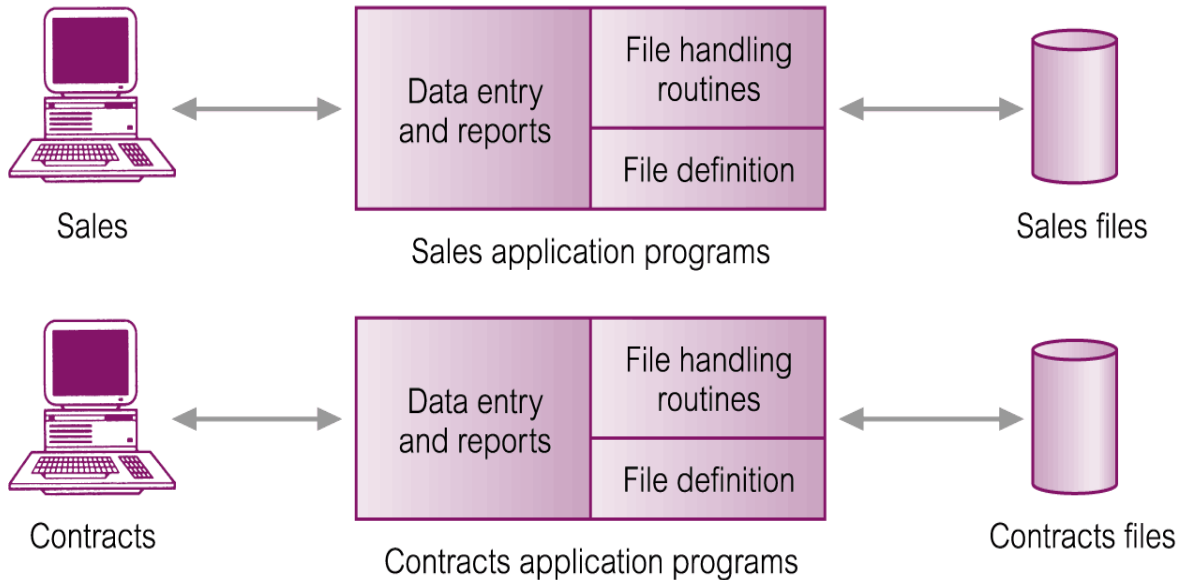 Data entry
and reports
File handling
routines
File definition
Sales
Sales application programs
Sales files
Data entry
and reports
File handling
routines
File definition
Contracts
Contracts application programs
Contracts files